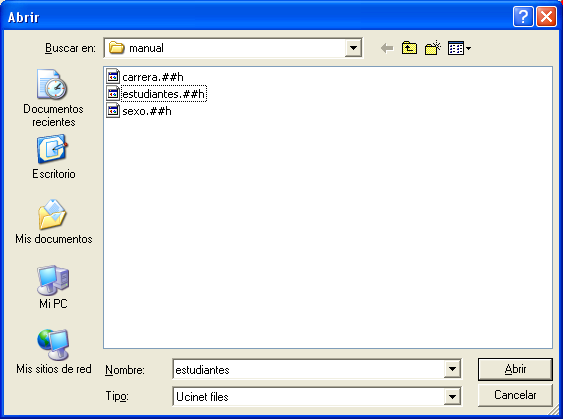 Abrir
Buscar en: manual
carrera.##h
estudiantes.##h
sexo.##h
Documentos
recientes
Escritorio
Mis documentos
Mi PC
Mis sitios de red
Nombre: estudiantes Abrir
Tipo: Ucinet files Cancelar